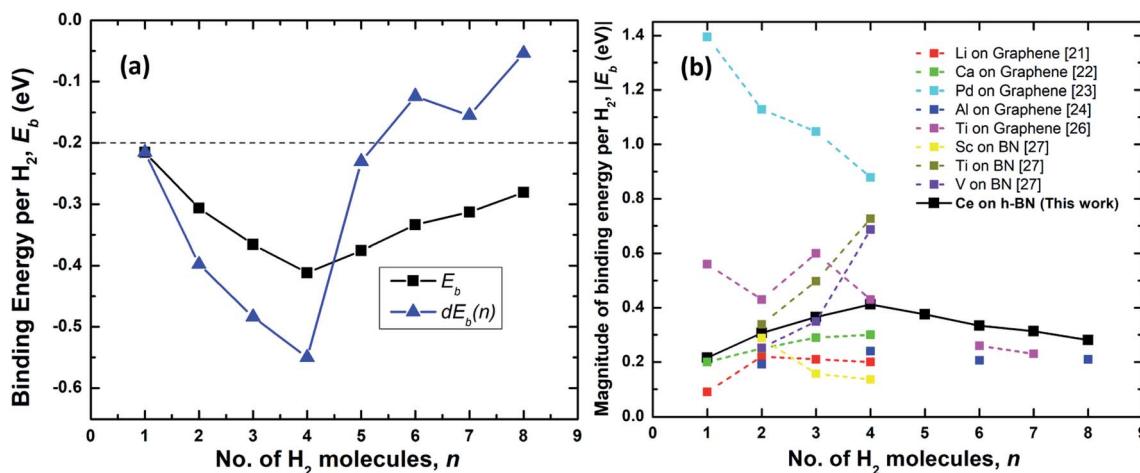 (a)
Binding Energy per H₂, E_b (eV)
0.0
-0.1
-0.2
-0.3
-0.4
-0.5
-0.6
E_b
dE_b(n)
0 1 2 3 4 5 6 7 8 9
No. of H₂ molecules, n
(b)
Magnitude of binding energy per H₂, |E_b (eV)|
1.4
1.2
1.0
0.8
0.6
0.4
0.2
0.0
Li on Graphene [21]
Ca on Graphene [22]
Pd on Graphene [23]
Al on Graphene [24]
Ti on Graphene [26]
Sc on BN [27]
Ti on BN [27]
V on BN [27]
Ce on h-BN (This work)
0 1 2 3 4 5 6 7 8 9
No. of H₂ molecules, n